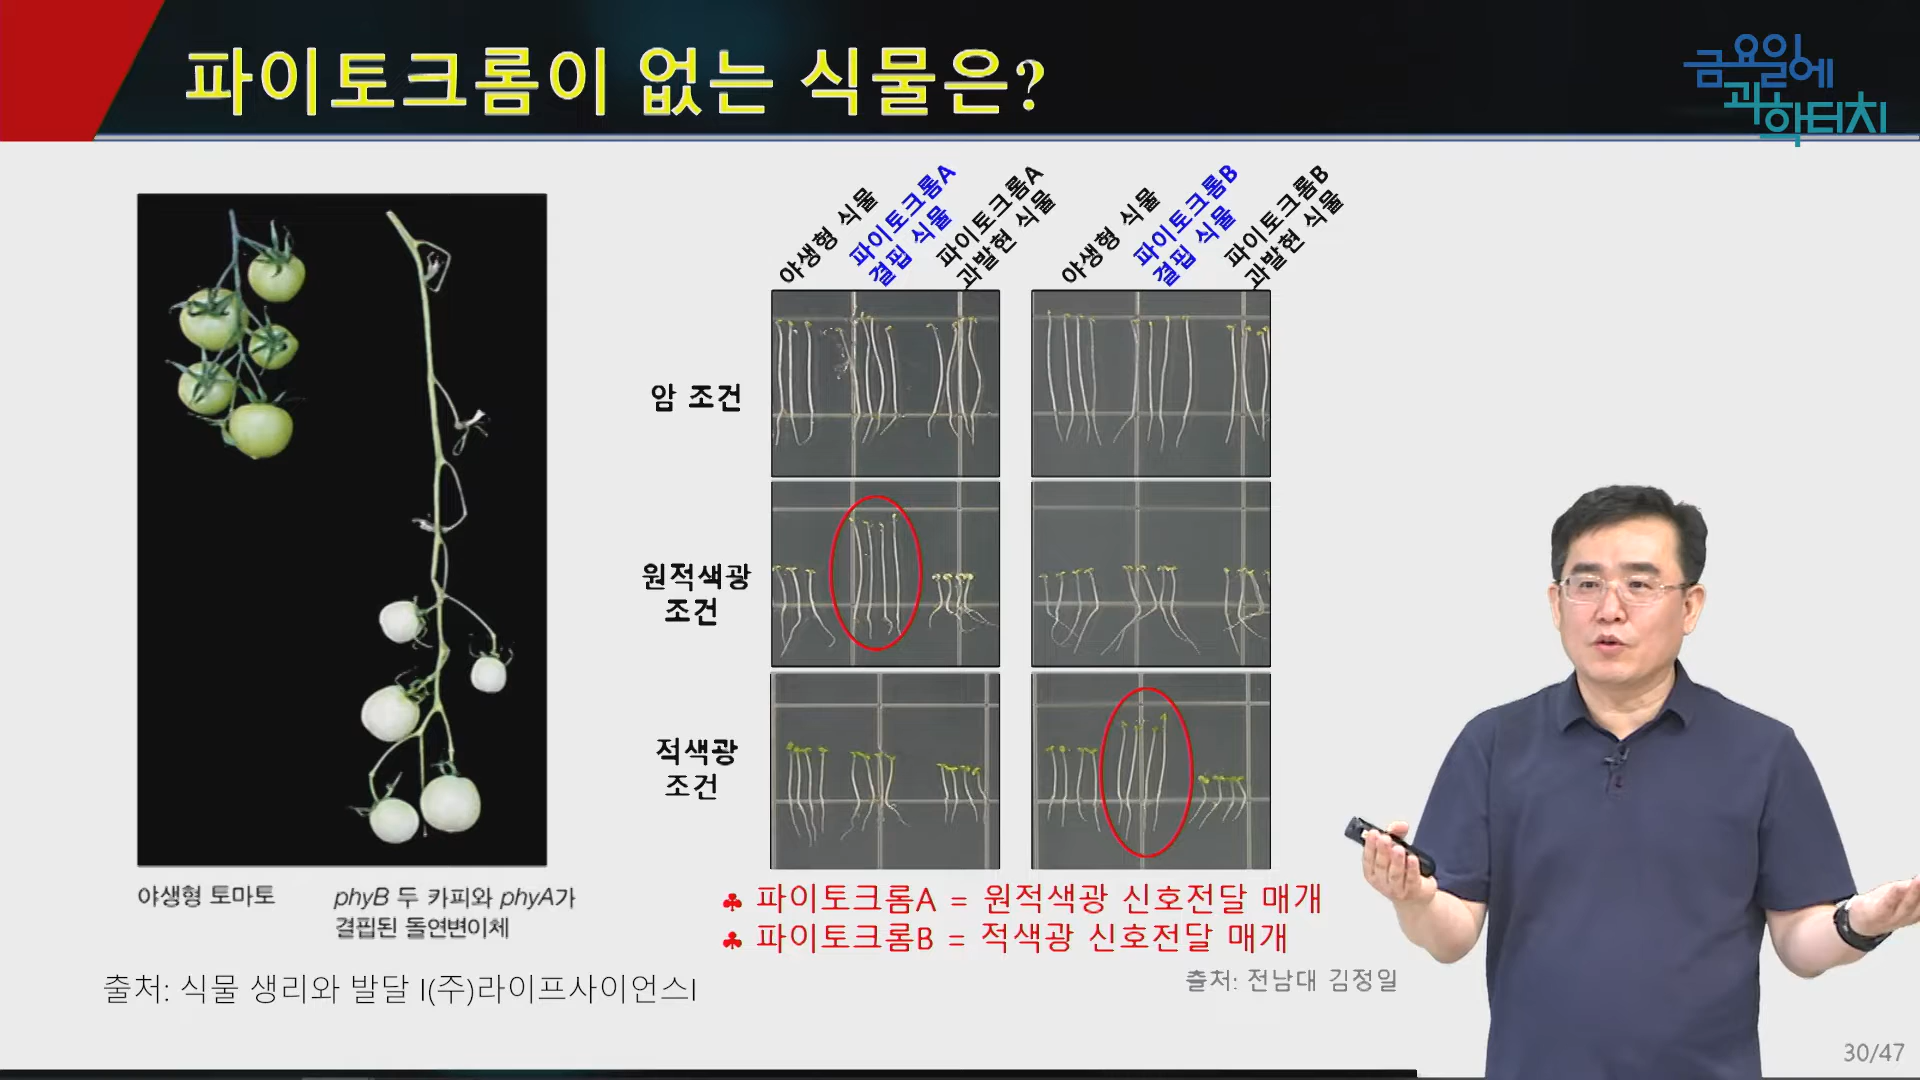 파이토크롬이 없는 식물은?
금요일에
과학터치
야생형 식물
파이토크롬A
결핍 식물
파이토크롬A
과발현 식물
야생형 식물
파이토크롬B
결핍 식물
파이토크롬B
과발현 식물
암 조건
원적색광
조건
적색광
조건
야생형 토마토
phyB 두 카피와 phyA가
결핍된 돌연변이체
♣ 파이토크롬A = 원적색광 신호전달 매개
♣ 파이토크롬B = 적색광 신호전달 매개
출처: 식물 생리와 발달 |(주)라이프사이언스|
출처: 전남대 김정일
30/47